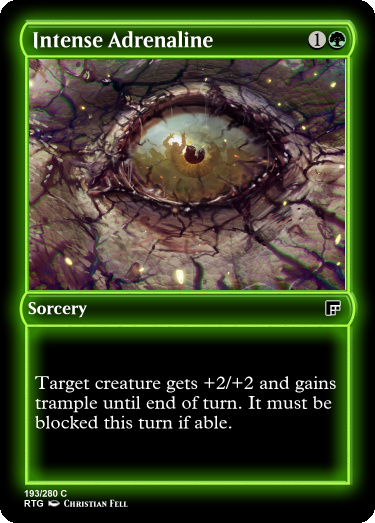 Intense Adrenaline 1
Sorcery
Target creature gets +2/+2 and gains
trample until end of turn. It must be
blocked this turn if able.
193/280 C
RTG Christian Fell